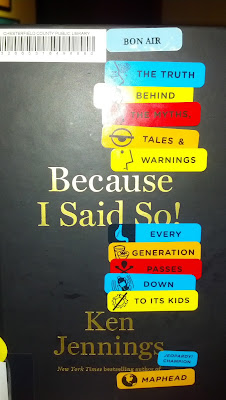 CHESTERFIELD COUNTY PUBLIC LIBRARY
BON AIR
THE TRUTH
BEHIND
THE MYTHS,
TALES &
WARNINGS
Because
I Said So!
EVERY
GENERATION
PASSES
DOWN
TO ITS KIDS
Ken
Jennings
JEOPARDY!
CHAMPION
New York Times bestselling author of
MAPHEAD